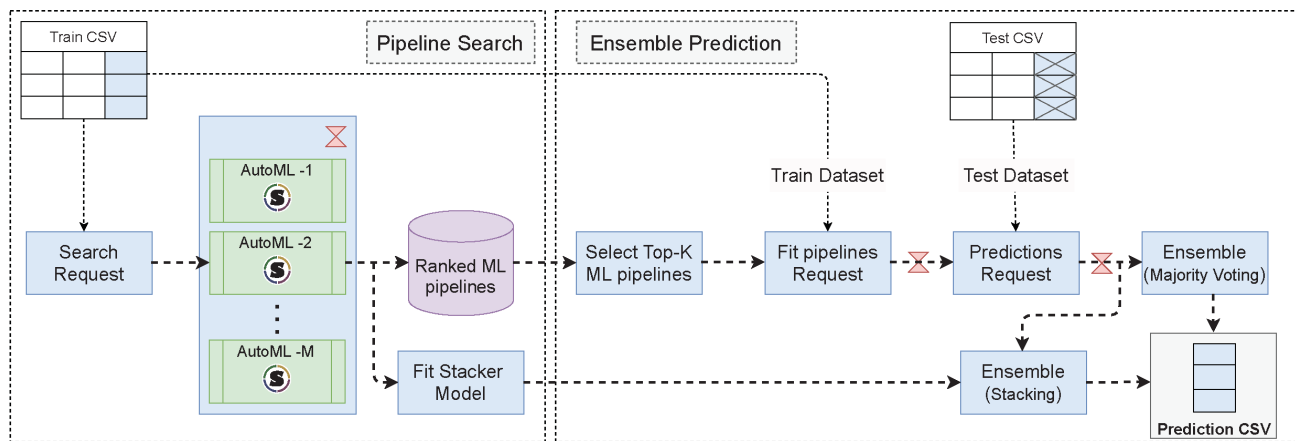 Train CSV
Pipeline Search
Ensemble Prediction
Test CSV
AutoML -1
S
AutoML -2
S
AutoML -M
S
Search
Request
Ranked ML
pipelines
Fit Stacker
Model
Select Top-K
ML pipelines
Train Dataset
Fit pipelines
Request
Test Dataset
Predictions
Request
Ensemble
(Majority Voting)
Ensemble
(Stacking)
Prediction CSV